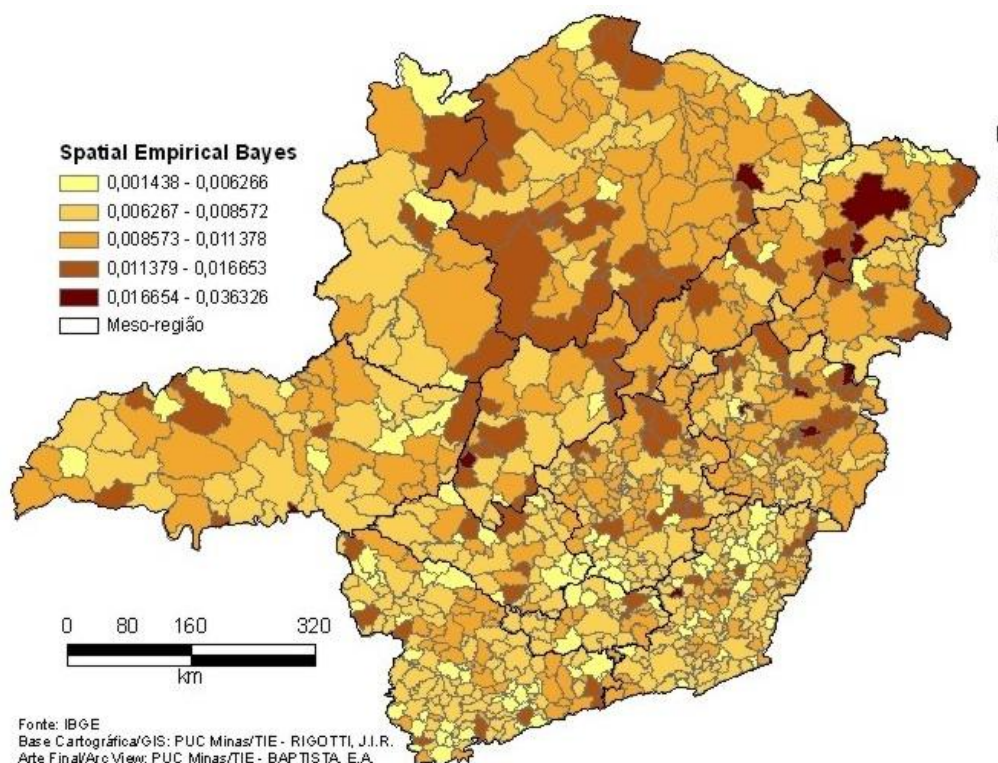 Spatial Empirical Bayes
0,001438 - 0,006266
0,006267 - 0,008572
0,008573 - 0,011378
0,011379 - 0,016653
0,016654 - 0,036326
Meso-região
0 80 160 320
km
Fonte: IBGE
Base Cartográfica/GIS: PUC Minas/TIE - RIGOTTI, J.I.R.
Arte Final/Arc View: PUC Minas/TIE - BAPTISTA, E.A.